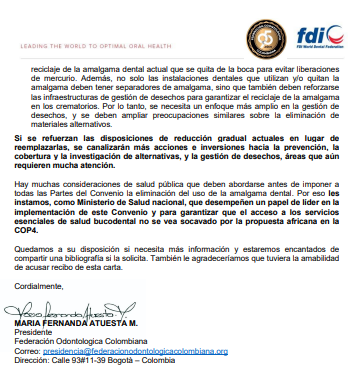 LEADING THE WORLD TO OPTIMAL ORAL HEALTH
fdi
FDI World Dental Federation
reciclaje de la amalgama dental actual que se quita de la boca para evitar liberaciones
de mercurio. Además, no solo las instalaciones dentales que utilizan y/o quitan la
amalgama deben tener separadores de amalgama, sino que también deben reforzarse
las infraestructuras de gestión de desechos para garantizar el reciclaje de la amalgama
en los crematorios. Por lo tanto, se necesita un enfoque más amplio en la gestión de
desechos, y se deben ampliar preocupaciones similares sobre la eliminación de
materiales alternativos.
Si se refuerzan las disposiciones de reducción gradual actuales en lugar de
reemplazarlas, se canalizarán más acciones e inversiones hacia la prevención, la
cobertura y la investigación de alternativas, y la gestión de desechos, áreas que aún
requieren mucha atención.
Hay muchas consideraciones de salud pública que deben abordarse antes de imponer a
todas las Partes del Convenio la eliminación del uso de la amalgama dental. Por eso les
instamos, como Ministerio de Salud nacional, que desempeñen un papel de líder en la
implementación de este Convenio y para garantizar que el acceso a los servicios
esenciales de salud bucodental no se vea socavado por la propuesta africana en la
COP4.
Quedamos a su disposición si necesita más información y estaremos encantados de
compartir una bibliografía si la solicita. También le agradeceríamos que tuviera la amabilidad
de acusar recibo de esta carta.
Cordialmente,
MARIA FERNANDA ATUESTA M.
Presidente
Federación Odontologica Colombiana
Correo: presidencia@federacionodontologicacolombiana.org
Dirección: Calle 93#11-39 Bogotà – Colombia